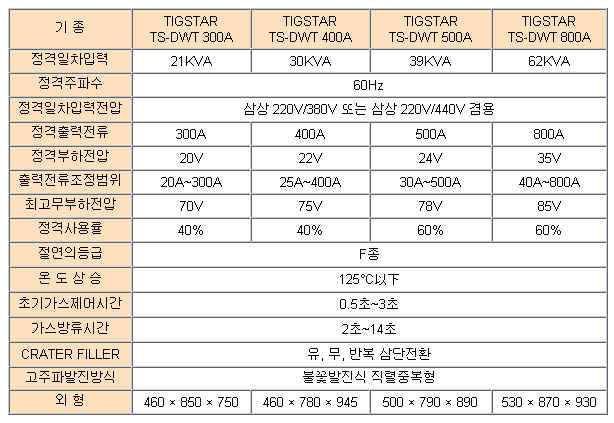 기 종 TIGSTAR TIGSTAR TIGSTAR TIGSTAR
TS-DWT 300A TS-DWT 400A TS-DWT 500A TS-DWT 800A
정격일차입력 21KVA 30KVA 39KVA 62KVA
정격주파수 60Hz
정격일차입력전압 삼상 220V/380V 또는 삼상 220V/440V 겸용
정격출력전류 300A 400A 500A 800A
정격부하전압 20V 22V 24V 35V
출력전류조정범위 20A~300A 25A~400A 30A~500A 40A~800A
최고무부하전압 70V 75V 78V 85V
정격사용률 40% 40% 60% 60%
절연의등급 F종
온 도 상 승 125℃以下
초기가스제어시간 0.5초~3초
가스방류시간 2초~14초
CRATER FILLER 유, 무, 반복 삼단전환
고주파발진방식 불꽃발진식 직렬중복형
외 형 460 × 850 × 750 460 × 780 × 945 500 × 790 × 890 530 × 870 × 930